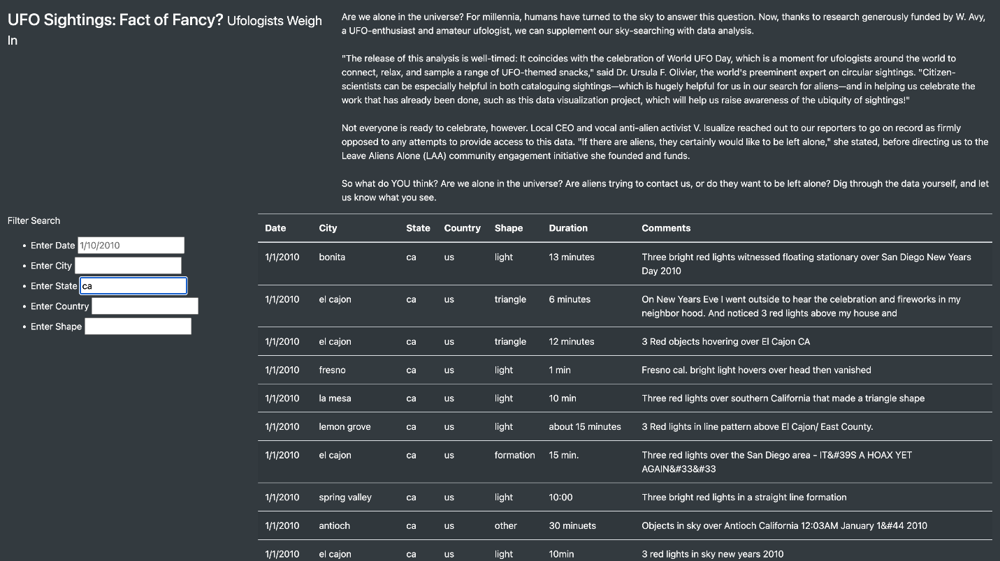 UFO Sightings: Fact of Fancy? Ufologists Weigh
In
Are we alone in the universe? For millennia, humans have turned to the sky to answer this question. Now, thanks to research generously funded by W. Avy,
a UFO-enthusiast and amateur ufologist, we can supplement our sky-searching with data analysis.
"The release of this analysis is well-timed: It coincides with the celebration of World UFO Day, which is a moment for ufologists around the world to
connect, relax, and sample a range of UFO-themed snacks," said Dr. Ursula F. Olivier, the world's preeminent expert on circular sightings. "Citizen-
scientists can be especially helpful in both cataloguing sightings—which is hugely helpful for us in our search for aliens—and in helping us celebrate the
work that has already been done, such as this data visualization project, which will help us raise awareness of the ubiquity of sightings!"
Not everyone is ready to celebrate, however. Local CEO and vocal anti-alien activist V. Isualize reached out to our reporters to go on record as firmly
opposed to any attempts to provide access to this data. "If there are aliens, they certainly would like to be left alone," she stated, before directing us to the
Leave Aliens Alone (LAA) community engagement initiative she founded and funds.
So what do YOU think? Are we alone in the universe? Are aliens trying to contact us, or do they want to be left alone? Dig through the data yourself, and let
us know what you see.
Filter Search
• Enter Date 1/10/2010
• Enter City
• Enter State ca
• Enter Country
• Enter Shape
Date City State Country Shape Duration Comments
1/1/2010 bonita ca us light 13 minutes Three bright red lights witnessed floating stationary over San Diego New Years
Day 2010
1/1/2010 el cajon ca us triangle 6 minutes On New Years Eve I went outside to hear the celebration and fireworks in my
neighbor hood. And noticed 3 red lights above my house and
1/1/2010 el cajon ca us triangle 12 minutes 3 Red objects hovering over El Cajon CA
1/1/2010 fresno ca us light 1 min Fresno cal. bright light hovers over head then vanished
1/1/2010 la mesa ca us light 10 min Three red lights over southern California that made a triangle shape
1/1/2010 lemon grove ca us light about 15 minutes 3 Red lights in line pattern above El Cajon/ East County.
1/1/2010 el cajon ca us formation 15 min. Three red lights over the San Diego area - IT&#39S A HOAX YET
AGAIN&#33&#33
1/1/2010 spring valley ca us light 10:00 Three bright red lights in a straight line formation
1/1/2010 antioch ca us other 30 minuets Objects in sky over Antioch California 12:03AM January 1&#44 2010
1/1/2010 el cajon ca us light 10min 3 red lights in sky new years 2010